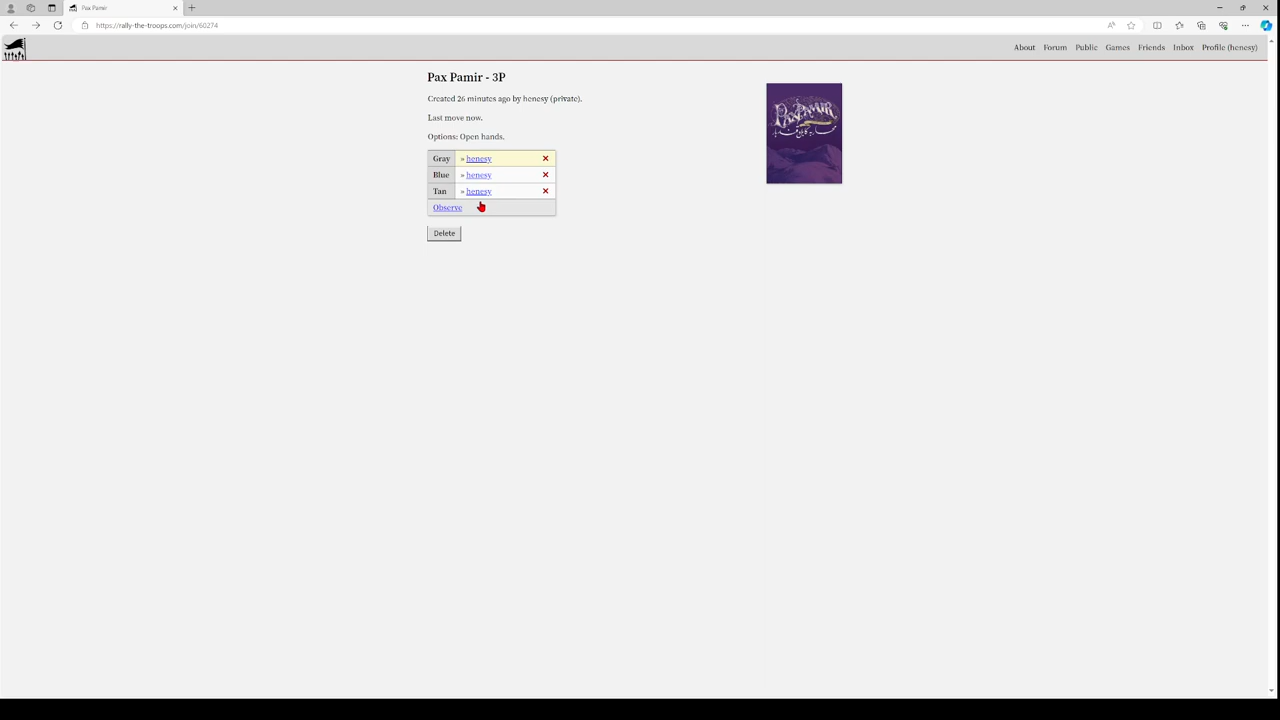 Pax Pamir
https://rally-the-troops.com/join/60274
About Forum Public Games Friends Inbox Profile (henesy)
Pax Pamir - 3P
Created 26 minutes ago by henesy (private).
Last move now.
Options: Open hands.
Gray » henesy ×
Blue » henesy ×
Tan » henesy ×
Observe
Delete
PAX PAMIR